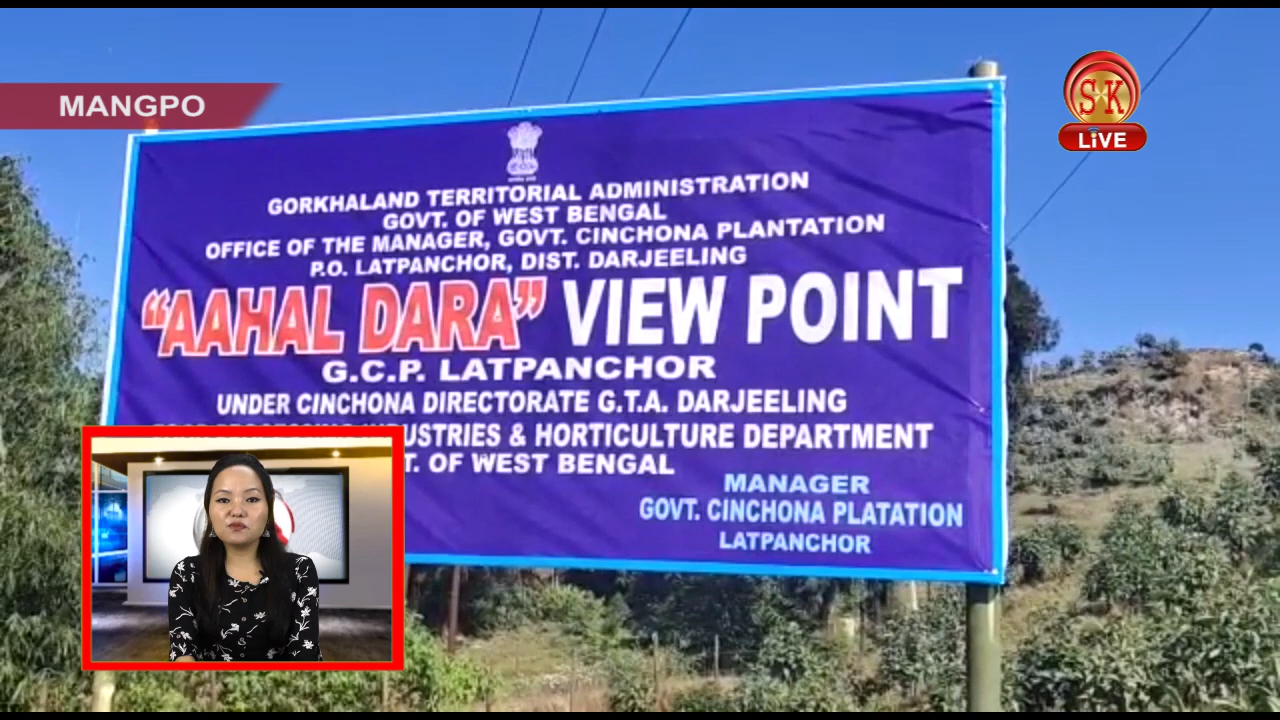 MANGPO
SK
LiVE
GORKHALAND TERRITORIAL ADMINISTRATION
GOVT. OF WEST BENGAL
OFFICE OF THE MANAGER, GOVT. CINCHONA PLANTATION
P.O. LATPANCHOR, DIST. DARJEELING
"AAHAL DARA" VIEW POINT
G.C.P. LATPANCHOR
UNDER CINCHONA DIRECTORATE G.T.A. DARJEELING
& HORTICULTURE DEPARTMENT
OF WEST BENGAL
MANAGER
GOVT. CINCHONA PLATATION
LATPANCHOR